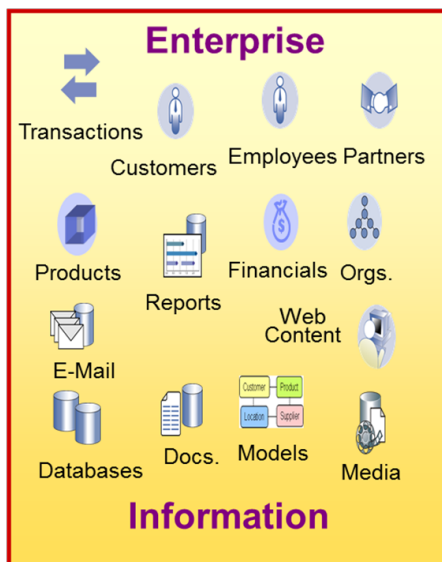 Enterprise
Transactions
Customers
Employees
Partners
Products
Reports
Financials
Orgs.
E-Mail
Web
Content
Databases
Docs.
Customer
Product
Location
Supplier
Models
Media
Information